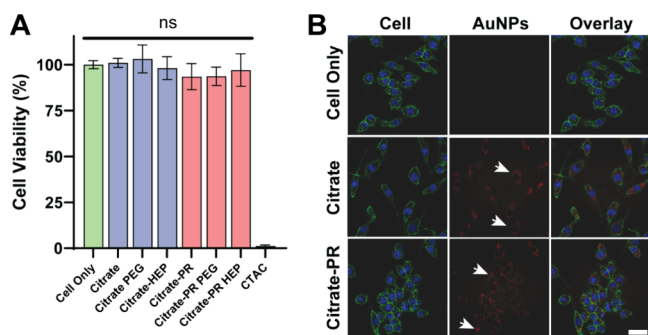 A
ns
Cell Viability (%)
100
75
50
25
0
Cell Only
Citrate
Citrate PEG
Citrate-HEP
Citrate-PR
Citrate-PR PEG
Citrate-PR HEP
CTAC
B
Cell AuNPs Overlay
Cell Only
Citrate
Citrate-PR